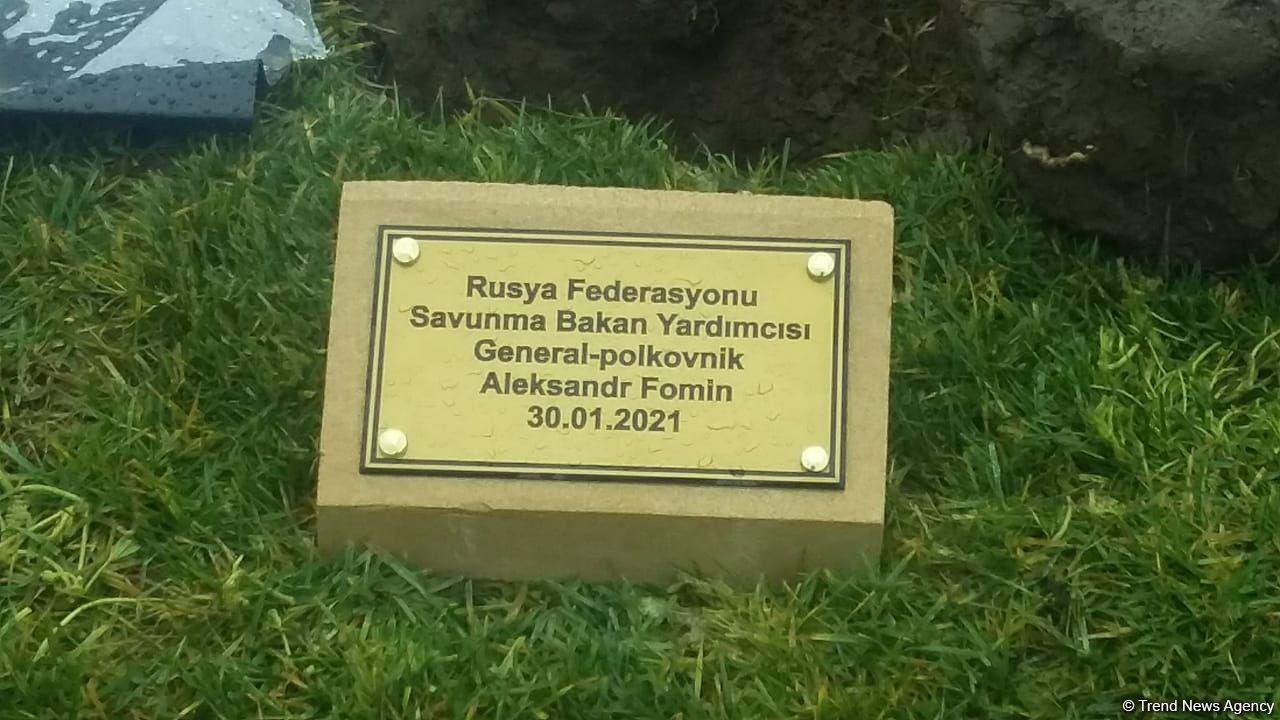 Rusya Federasyonu
Savunma Bakan Yardımcısı
General-polkovnik
Aleksandr Fomin
30.01.2021
© Trend News Agency